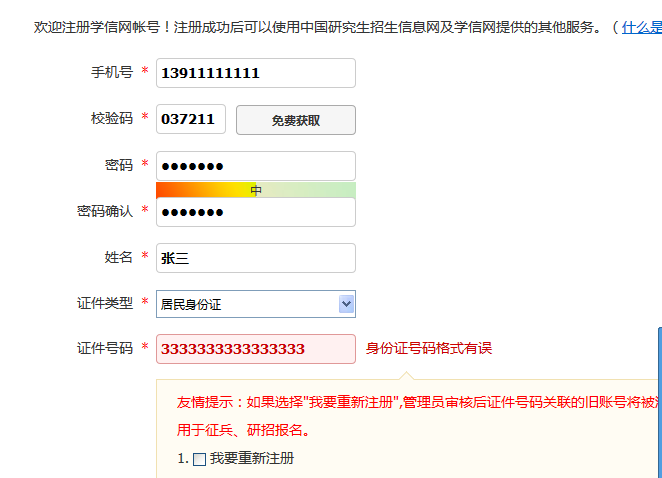 欢迎注册学信网帐号！注册成功后可以使用中国研究生招生信息网及学信网提供的其他服务。（什么是
手机号 * 13911111111
校验码 * 037211 免费获取
密码 * ●●●●●●●
中
密码确认 * ●●●●●●●
姓名 * 张三
证件类型 * 居民身份证
证件号码 * 3333333333333333 身份证号码格式有误
友情提示：如果选择"我要重新注册",管理员审核后证件号码关联的旧账号将被
用于征兵、研招报名。
1. 我要重新注册